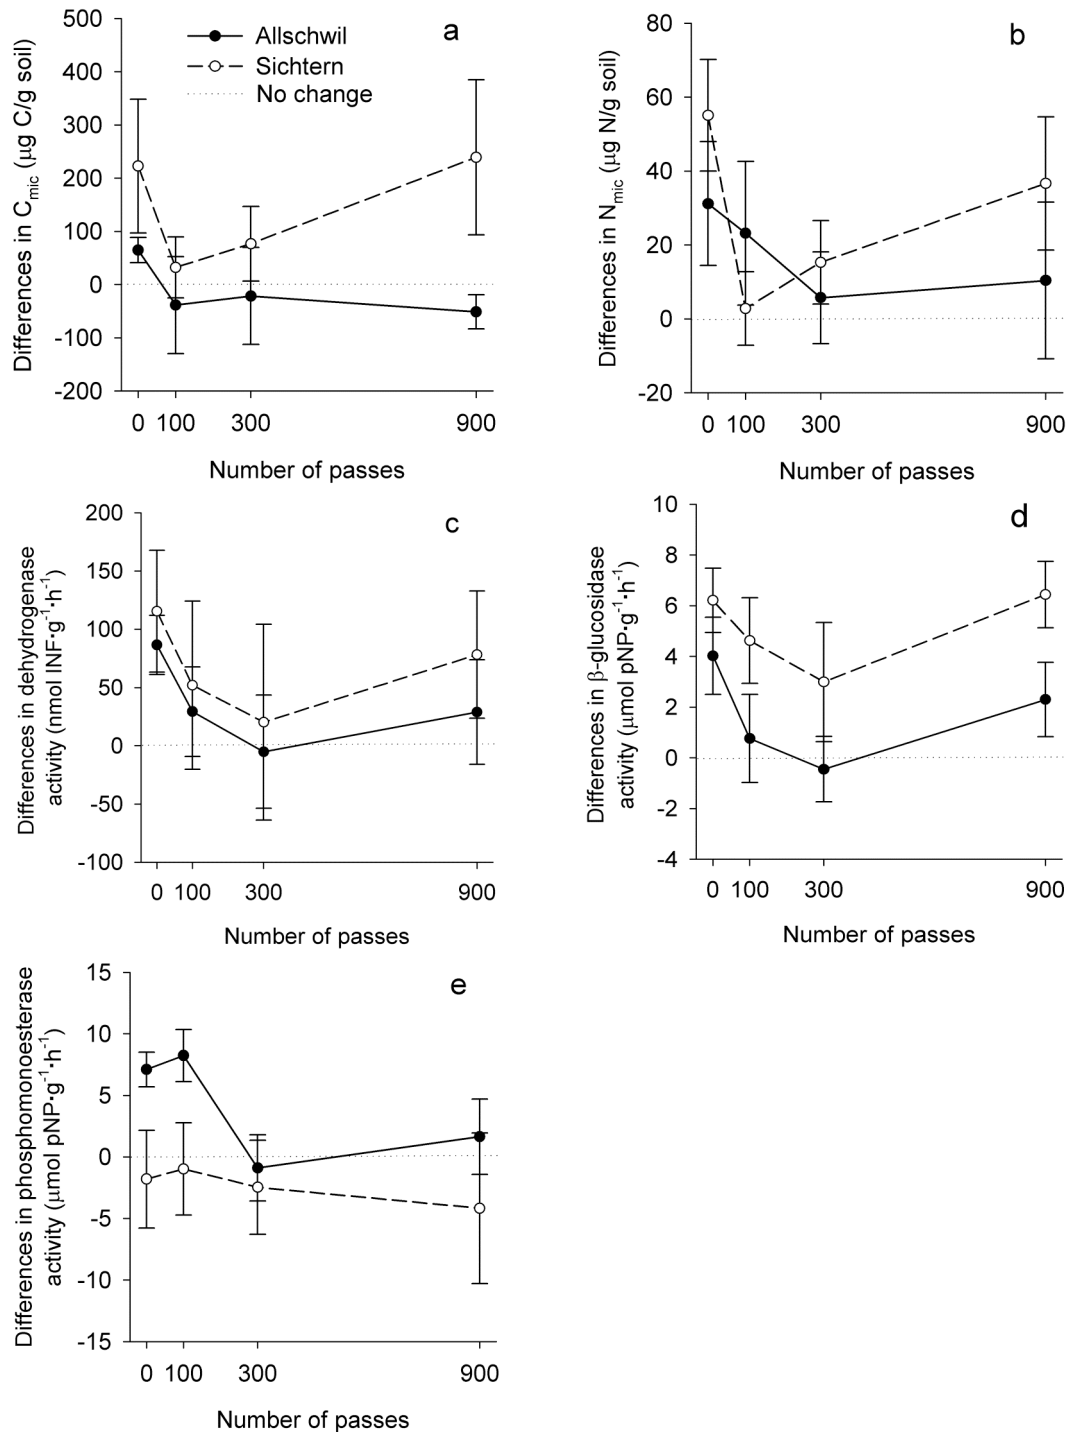 a
Allschwil
Sichtern
No change
500
400
300
200
100
0
-100
-200
Differences in Cmic (µg C/g soil)
0 100 300 900
Number of passes
b
80
60
40
20
0
-20
Differences in Nmic (µg N/g soil)
0 100 300 900
Number of passes
c
200
150
100
50
0
-50
-100
Differences in dehydrogenase
activity (nmol INF·g-1·h-1)
0 100 300 900
Number of passes
d
10
8
6
4
2
0
-2
-4
Differences in β-glucosidase
activity (µmol pNP·g-1·h-1)
0 100 300 900
Number of passes
e
15
10
5
0
-5
-10
-15
Differences in phosphomonoesterase
activity (µmol pNP·g-1·h-1)
0 100 300 900
Number of passes